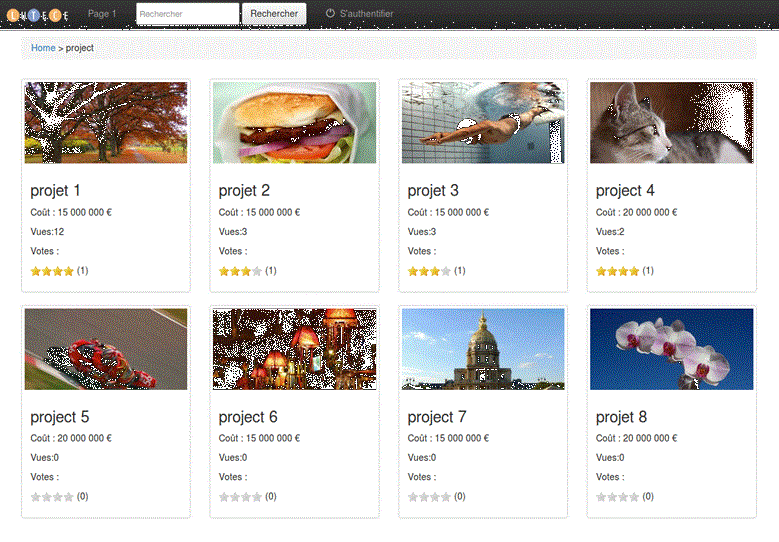 LUTECE Page 1 Rechercher Rechercher S'authentifier
Home > project
projet 1
Coût : 15 000 000 €
Vues:12
Votes :
(1)
projet 2
Coût : 15 000 000 €
Vues:3
Votes :
(1)
projet 3
Coût : 15 000 000 €
Vues:3
Votes :
(1)
project 4
Coût : 20 000 000 €
Vues:2
Votes :
(1)
project 5
Coût : 20 000 000 €
Vues:0
Votes :
(0)
project 6
Coût : 15 000 000 €
Vues:0
Votes :
(0)
project 7
Coût : 15 000 000 €
Vues:0
Votes :
(0)
projet 8
Coût : 20 000 000 €
Vues:0
Votes :
(0)